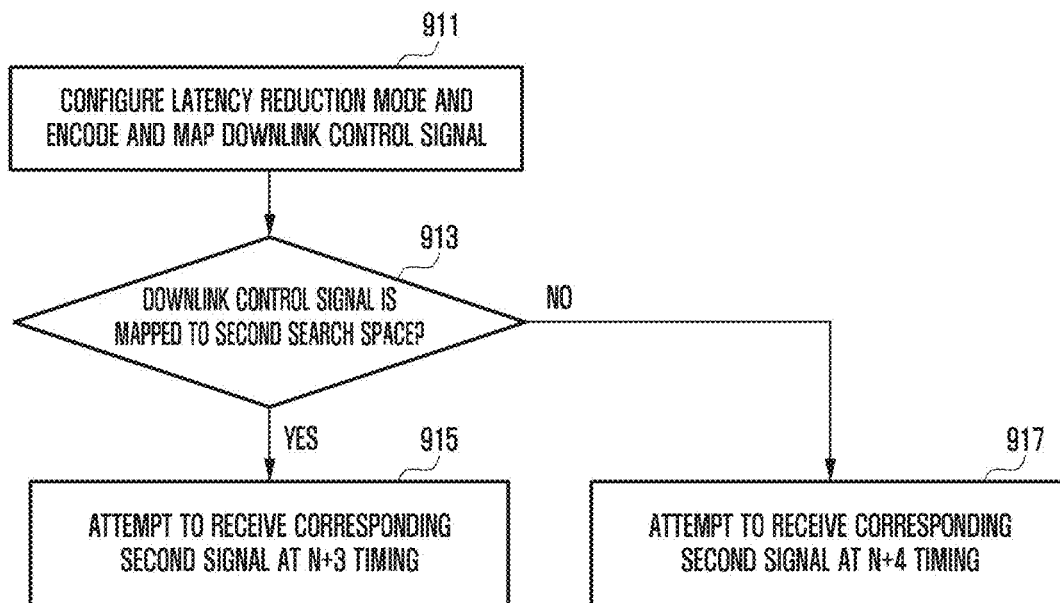 911
CONFIGURE LATENCY REDUCTION MODE AND
ENCODE AND MAP DOWNLINK CONTROL SIGNAL
913
DOWNLINK CONTROL SIGNAL IS
MAPPED TO SECOND SEARCH SPACE?
NO
YES
915
ATTEMPT TO RECEIVE CORRESPONDING
SECOND SIGNAL AT N+3 TIMING
917
ATTEMPT TO RECEIVE CORRESPONDING
SECOND SIGNAL AT N+4 TIMING